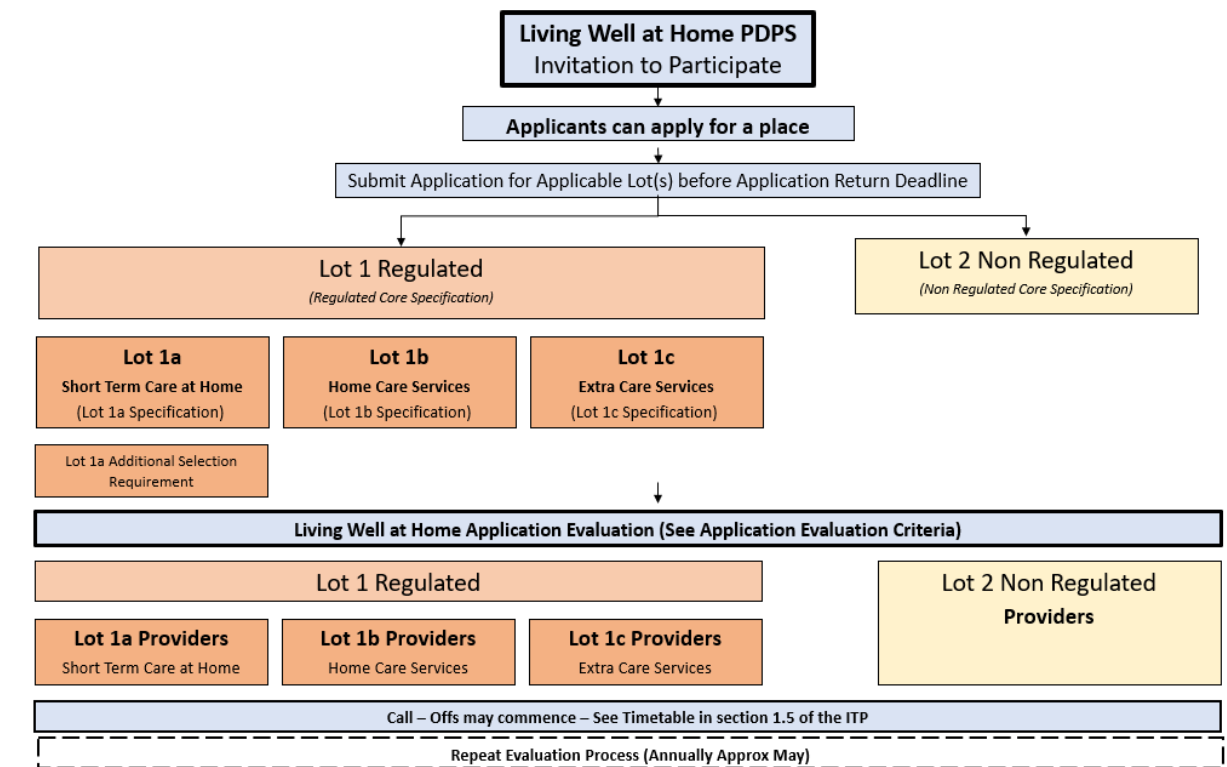 Living Well at Home PDPS
Invitation to Participate
Applicants can apply for a place
Submit Application for Applicable Lot(s) before Application Return Deadline
Lot 1 Regulated
(Regulated Core Specification)
Lot 2 Non Regulated
(Non Regulated Core Specification)
Lot 1a
Short Term Care at Home
(Lot 1a Specification)
Lot 1b
Home Care Services
(Lot 1b Specification)
Lot 1c
Extra Care Services
(Lot 1c Specification)
Lot 1a Additional Selection
Requirement
Living Well at Home Application Evaluation (See Application Evaluation Criteria)
Lot 1 Regulated
Lot 2 Non Regulated
Providers
Lot 1a Providers
Short Term Care at Home
Lot 1b Providers
Home Care Services
Lot 1c Providers
Extra Care Services
Call – Offs may commence – See Timetable in section 1.5 of the ITP
Repeat Evaluation Process (Annually Approx May)